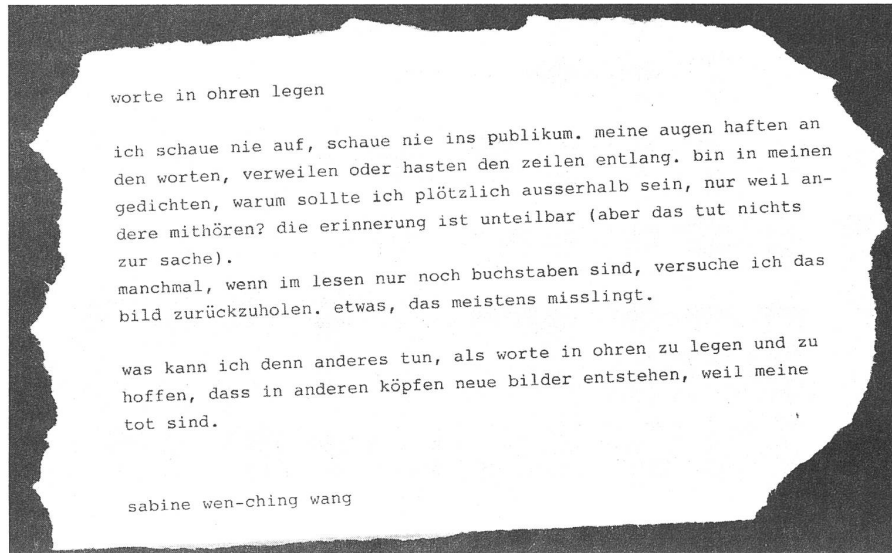 worte in ohren legen
ich schaue nie auf, schaue nie ins publikum. meine augen haften an
den worten, verweilen oder hasten den zeilen entlang. bin in meinen
gedichten, warum sollte ich plötzlich ausserhalb sein, nur weil an-
dere mithören? die erinnerung ist unteilbar (aber das tut nichts
zur sache).
manchmal, wenn im lesen nur noch buchstaben sind, versuche ich das
bild zurückzuholen. etwas, das meistens misslingt.
was kann ich denn anderes tun, als worte in ohren zu legen und zu
hoffen, dass in anderen köpfen neue bilder entstehen, weil meine
tot sind.
sabine wen-ching wang